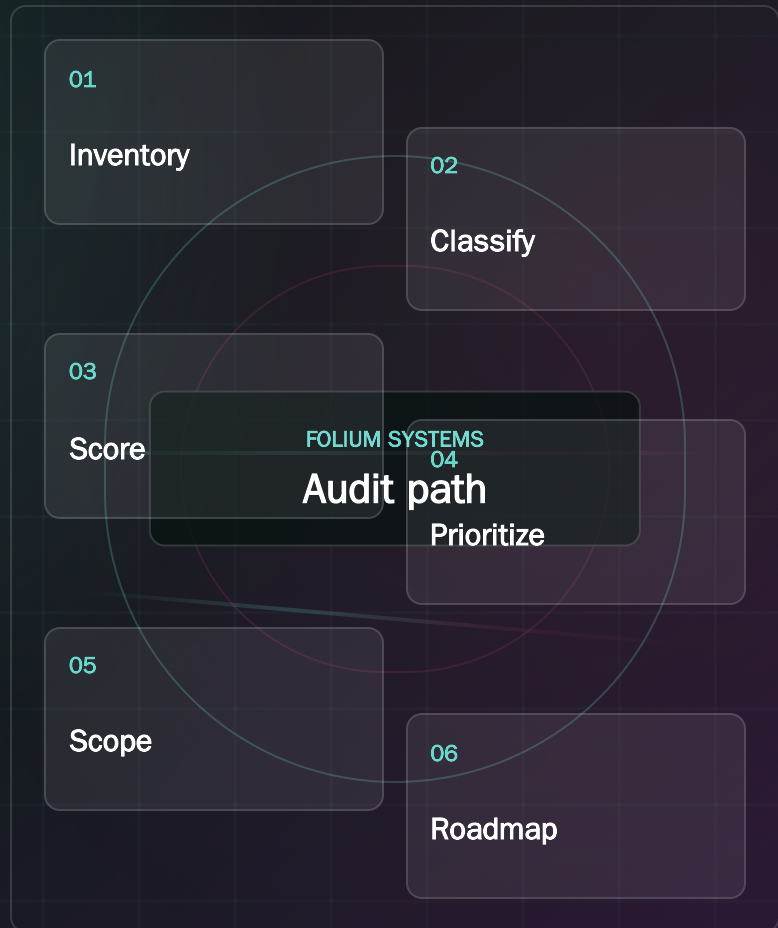 01
Inventory
02
Classify
03
Score
FOLIUM SYSTEMS
Audit path
04
Prioritize
05
Scope
06
Roadmap